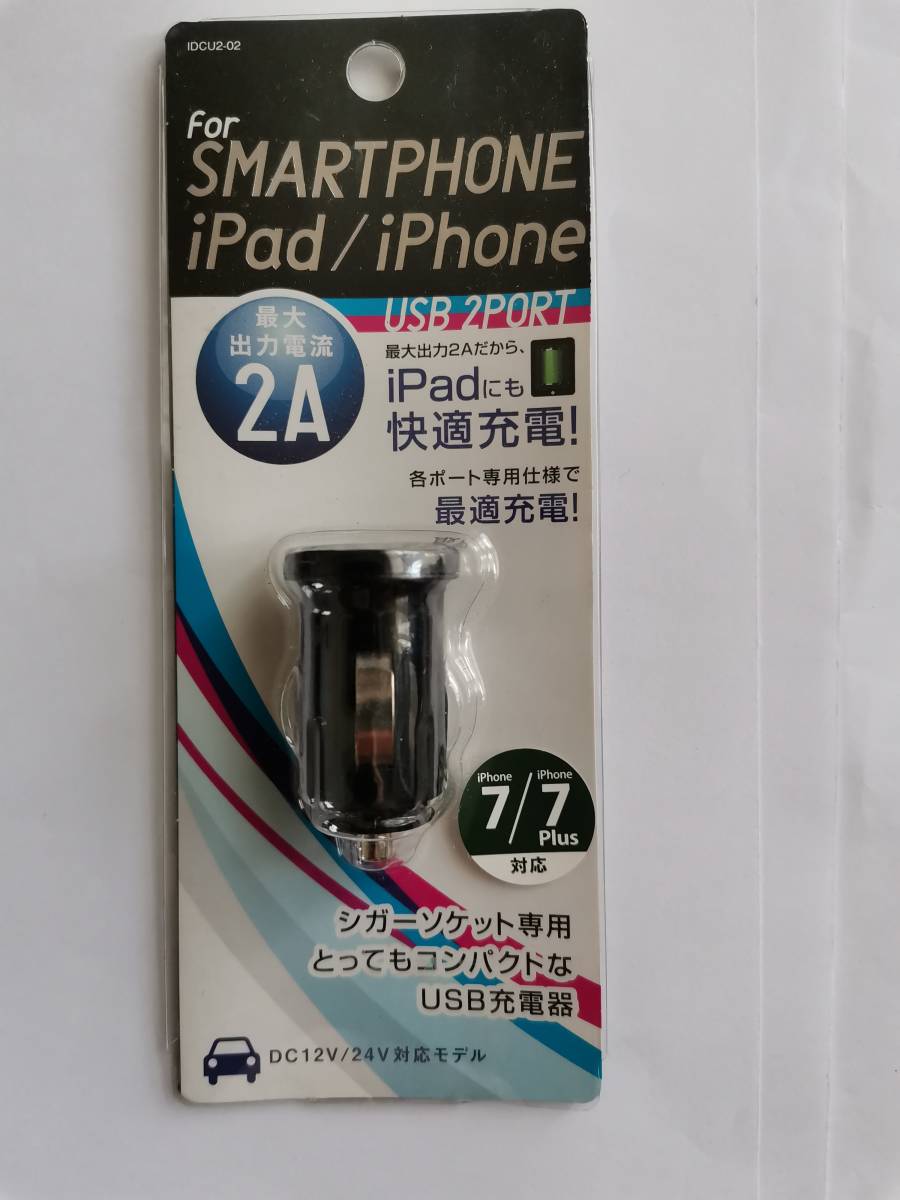 IDCU2-02
for
SMARTPHONE
iPad/iPhone
USB 2PORT
最大
出力電流
2A
最大出力2Aだから、
iPadにも
快適充電!
各ポート専用仕様で
最適充電!
iPhone
7/
iPhone
7
Plus
対応
シガーソケット専用
とってもコンパクトな
USB充電器
DC12V/24V対応モデル